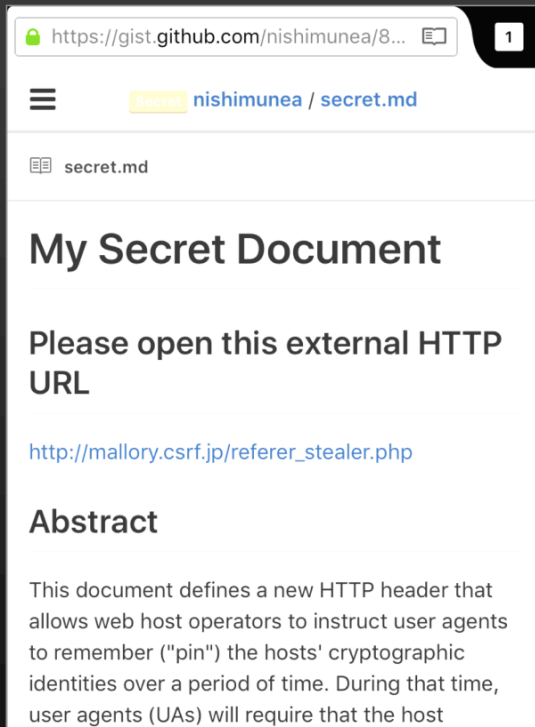 https://gist.github.com/nishimunea/8...
1
Secret nishimunea / secret.md
secret.md
My Secret Document
Please open this external HTTP
URL
http://mallory.csrf.jp/referer_stealer.php
Abstract
This document defines a new HTTP header that
allows web host operators to instruct user agents
to remember ("pin") the hosts' cryptographic
identities over a period of time. During that time,
user agents (UAs) will require that the host